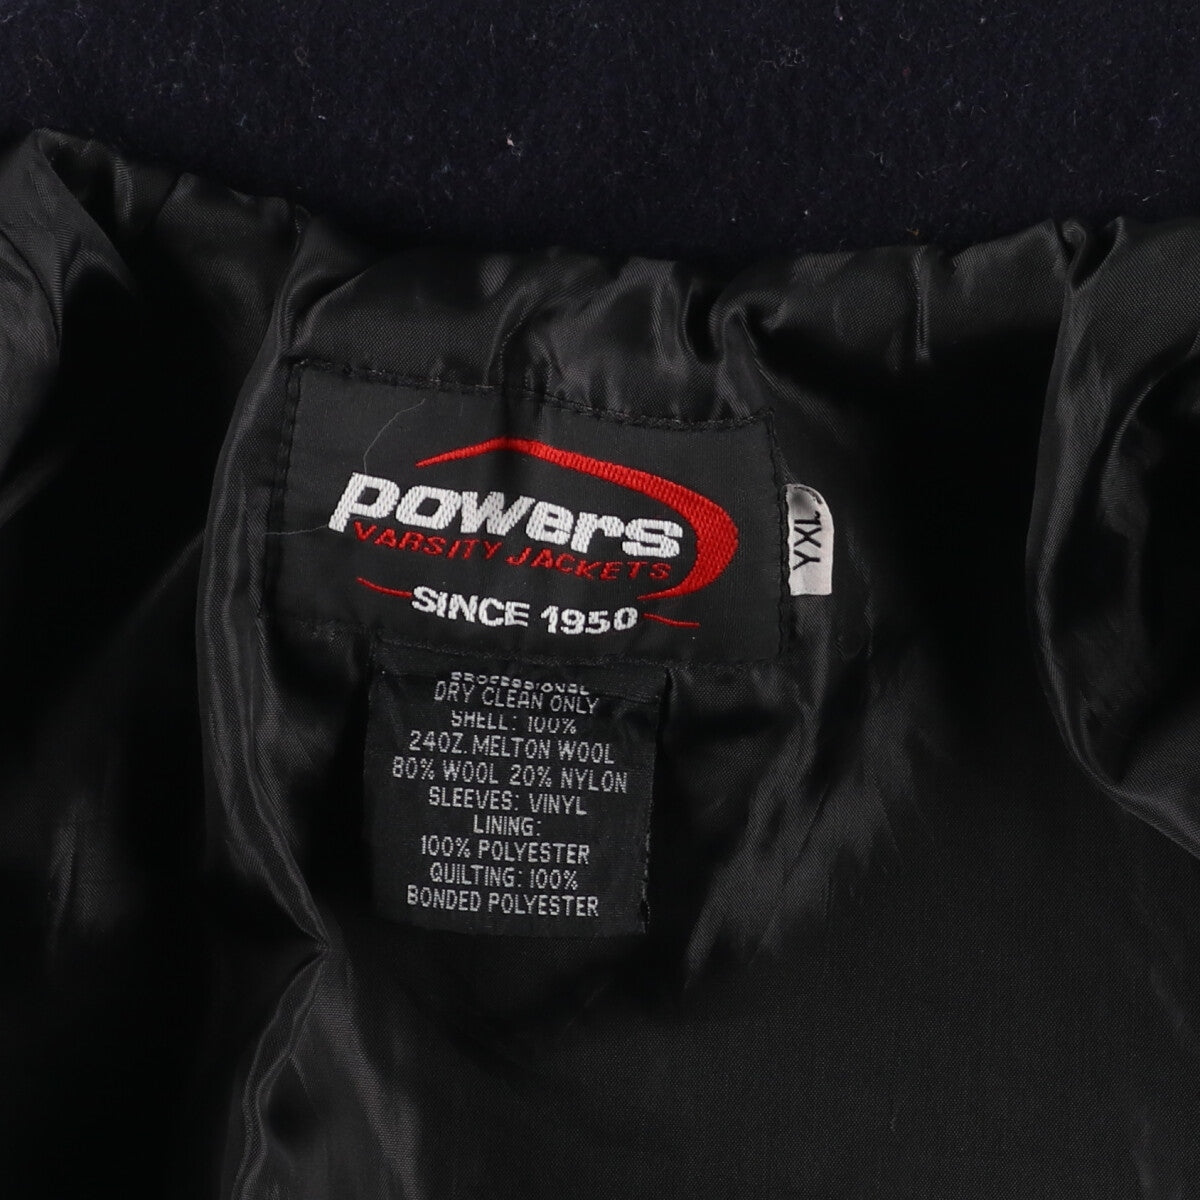 powers
VARSITY JACKETS
SINCE 1950
YXL
PROFESSIONAL
DRY CLEAN ONLY
SHELL: 100%
24OZ. MELTON WOOL
80% WOOL 20% NYLON
SLEEVES: VINYL
LINING:
100% POLYESTER
QUILTING: 100%
BONDED POLYESTER